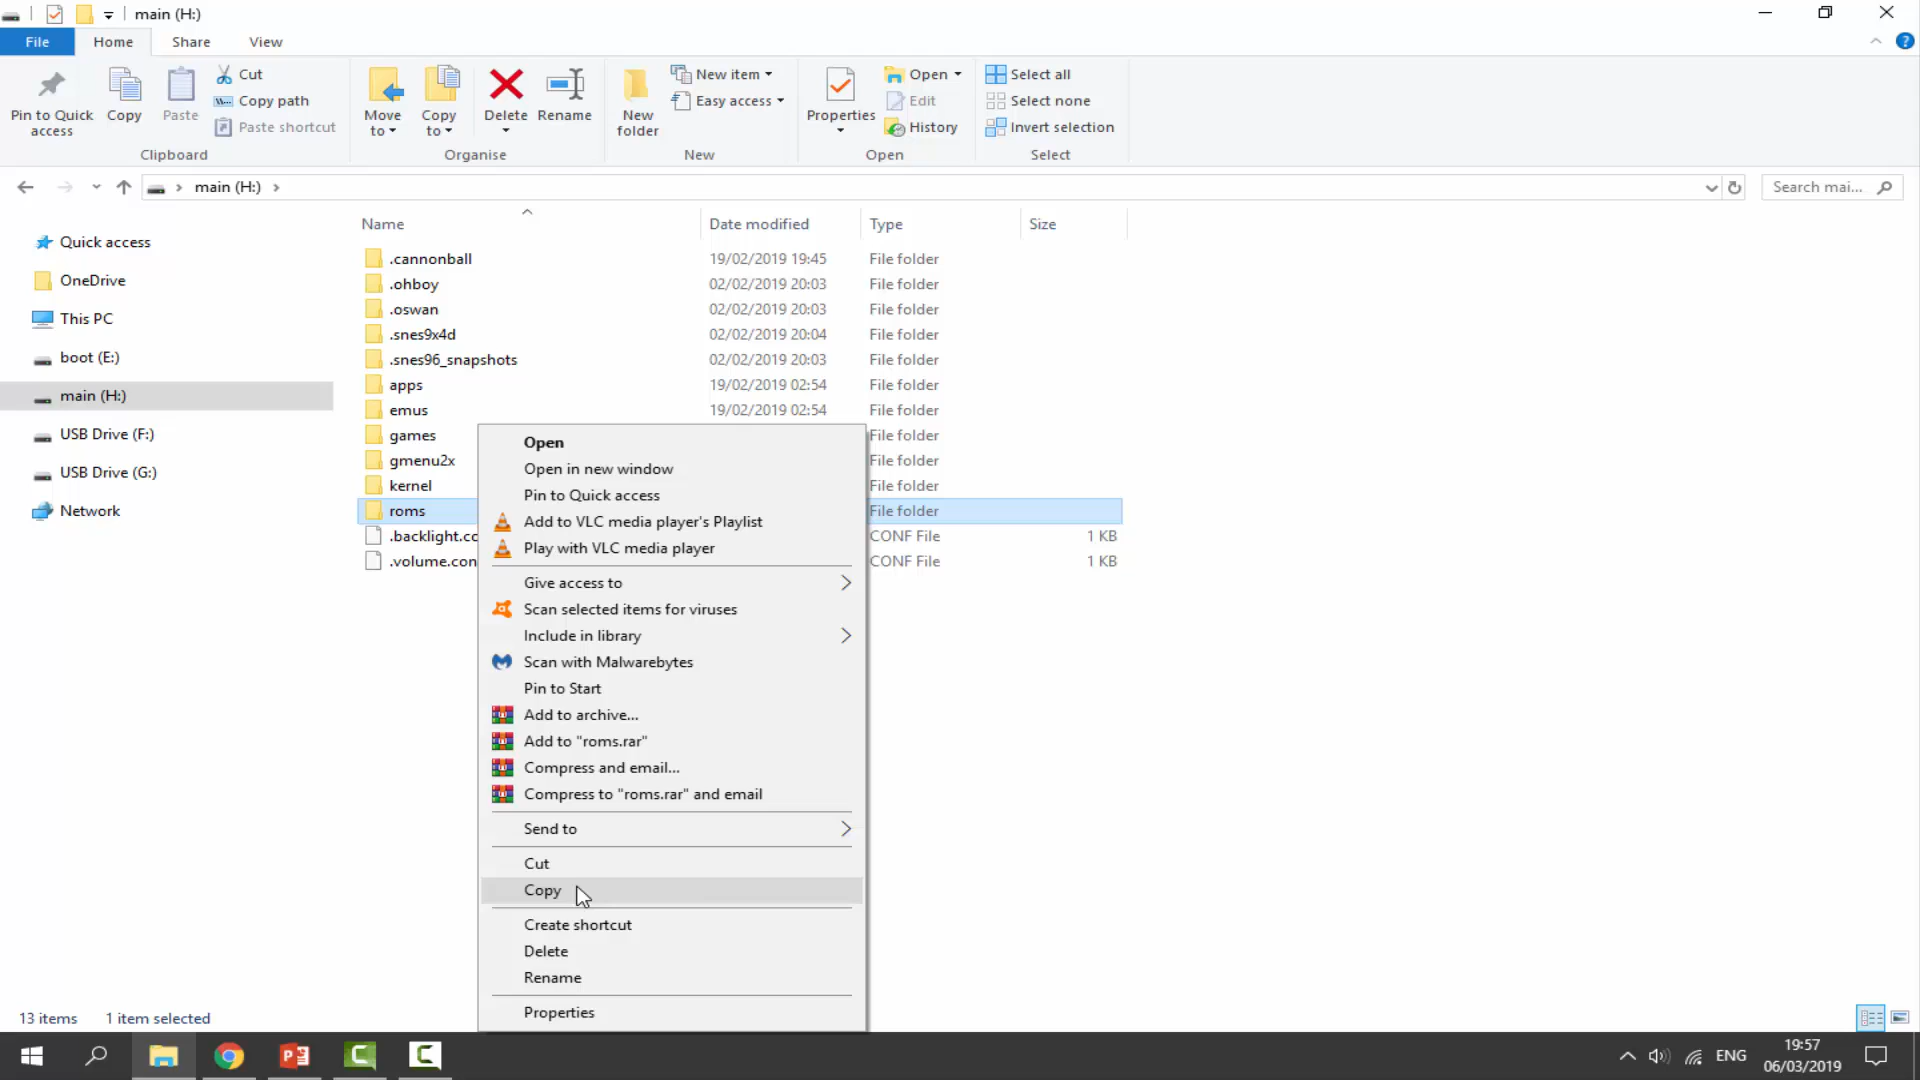 main (H:)
File
Home
Share
View
Pin to Quick access
Copy
Paste
Cut
Copy path
Paste shortcut
Clipboard
Move to
Copy to
Delete
Rename
Organise
New folder
New item
Easy access
New
Properties
Open
Edit
History
Open
Select all
Select none
Invert selection
Select
main (H:)
Search mai...
Quick access
OneDrive
This PC
boot (E:)
main (H:)
USB Drive (F:)
USB Drive (G:)
Network
Name Date modified Type Size
.cannonball 19/02/2019 19:45 File folder
.ohboy 02/02/2019 20:03 File folder
.oswan 02/02/2019 20:03 File folder
.snes9x4d 02/02/2019 20:04 File folder
.snes96_snapshots 02/02/2019 20:03 File folder
apps 19/02/2019 02:54 File folder
emus 19/02/2019 02:54 File folder
games File folder
gmenu2x File folder
kernel File folder
roms File folder
.backlight.co CONF File 1 KB
.volume.con CONF File 1 KB
Open
Open in new window
Pin to Quick access
Add to VLC media player's Playlist
Play with VLC media player
Give access to
Scan selected items for viruses
Include in library
Scan with Malwarebytes
Pin to Start
Add to archive...
Add to "roms.rar"
Compress and email...
Compress to "roms.rar" and email
Send to
Cut
Copy
Create shortcut
Delete
Rename
Properties
13 items 1 item selected
ENG
19:57
06/03/2019